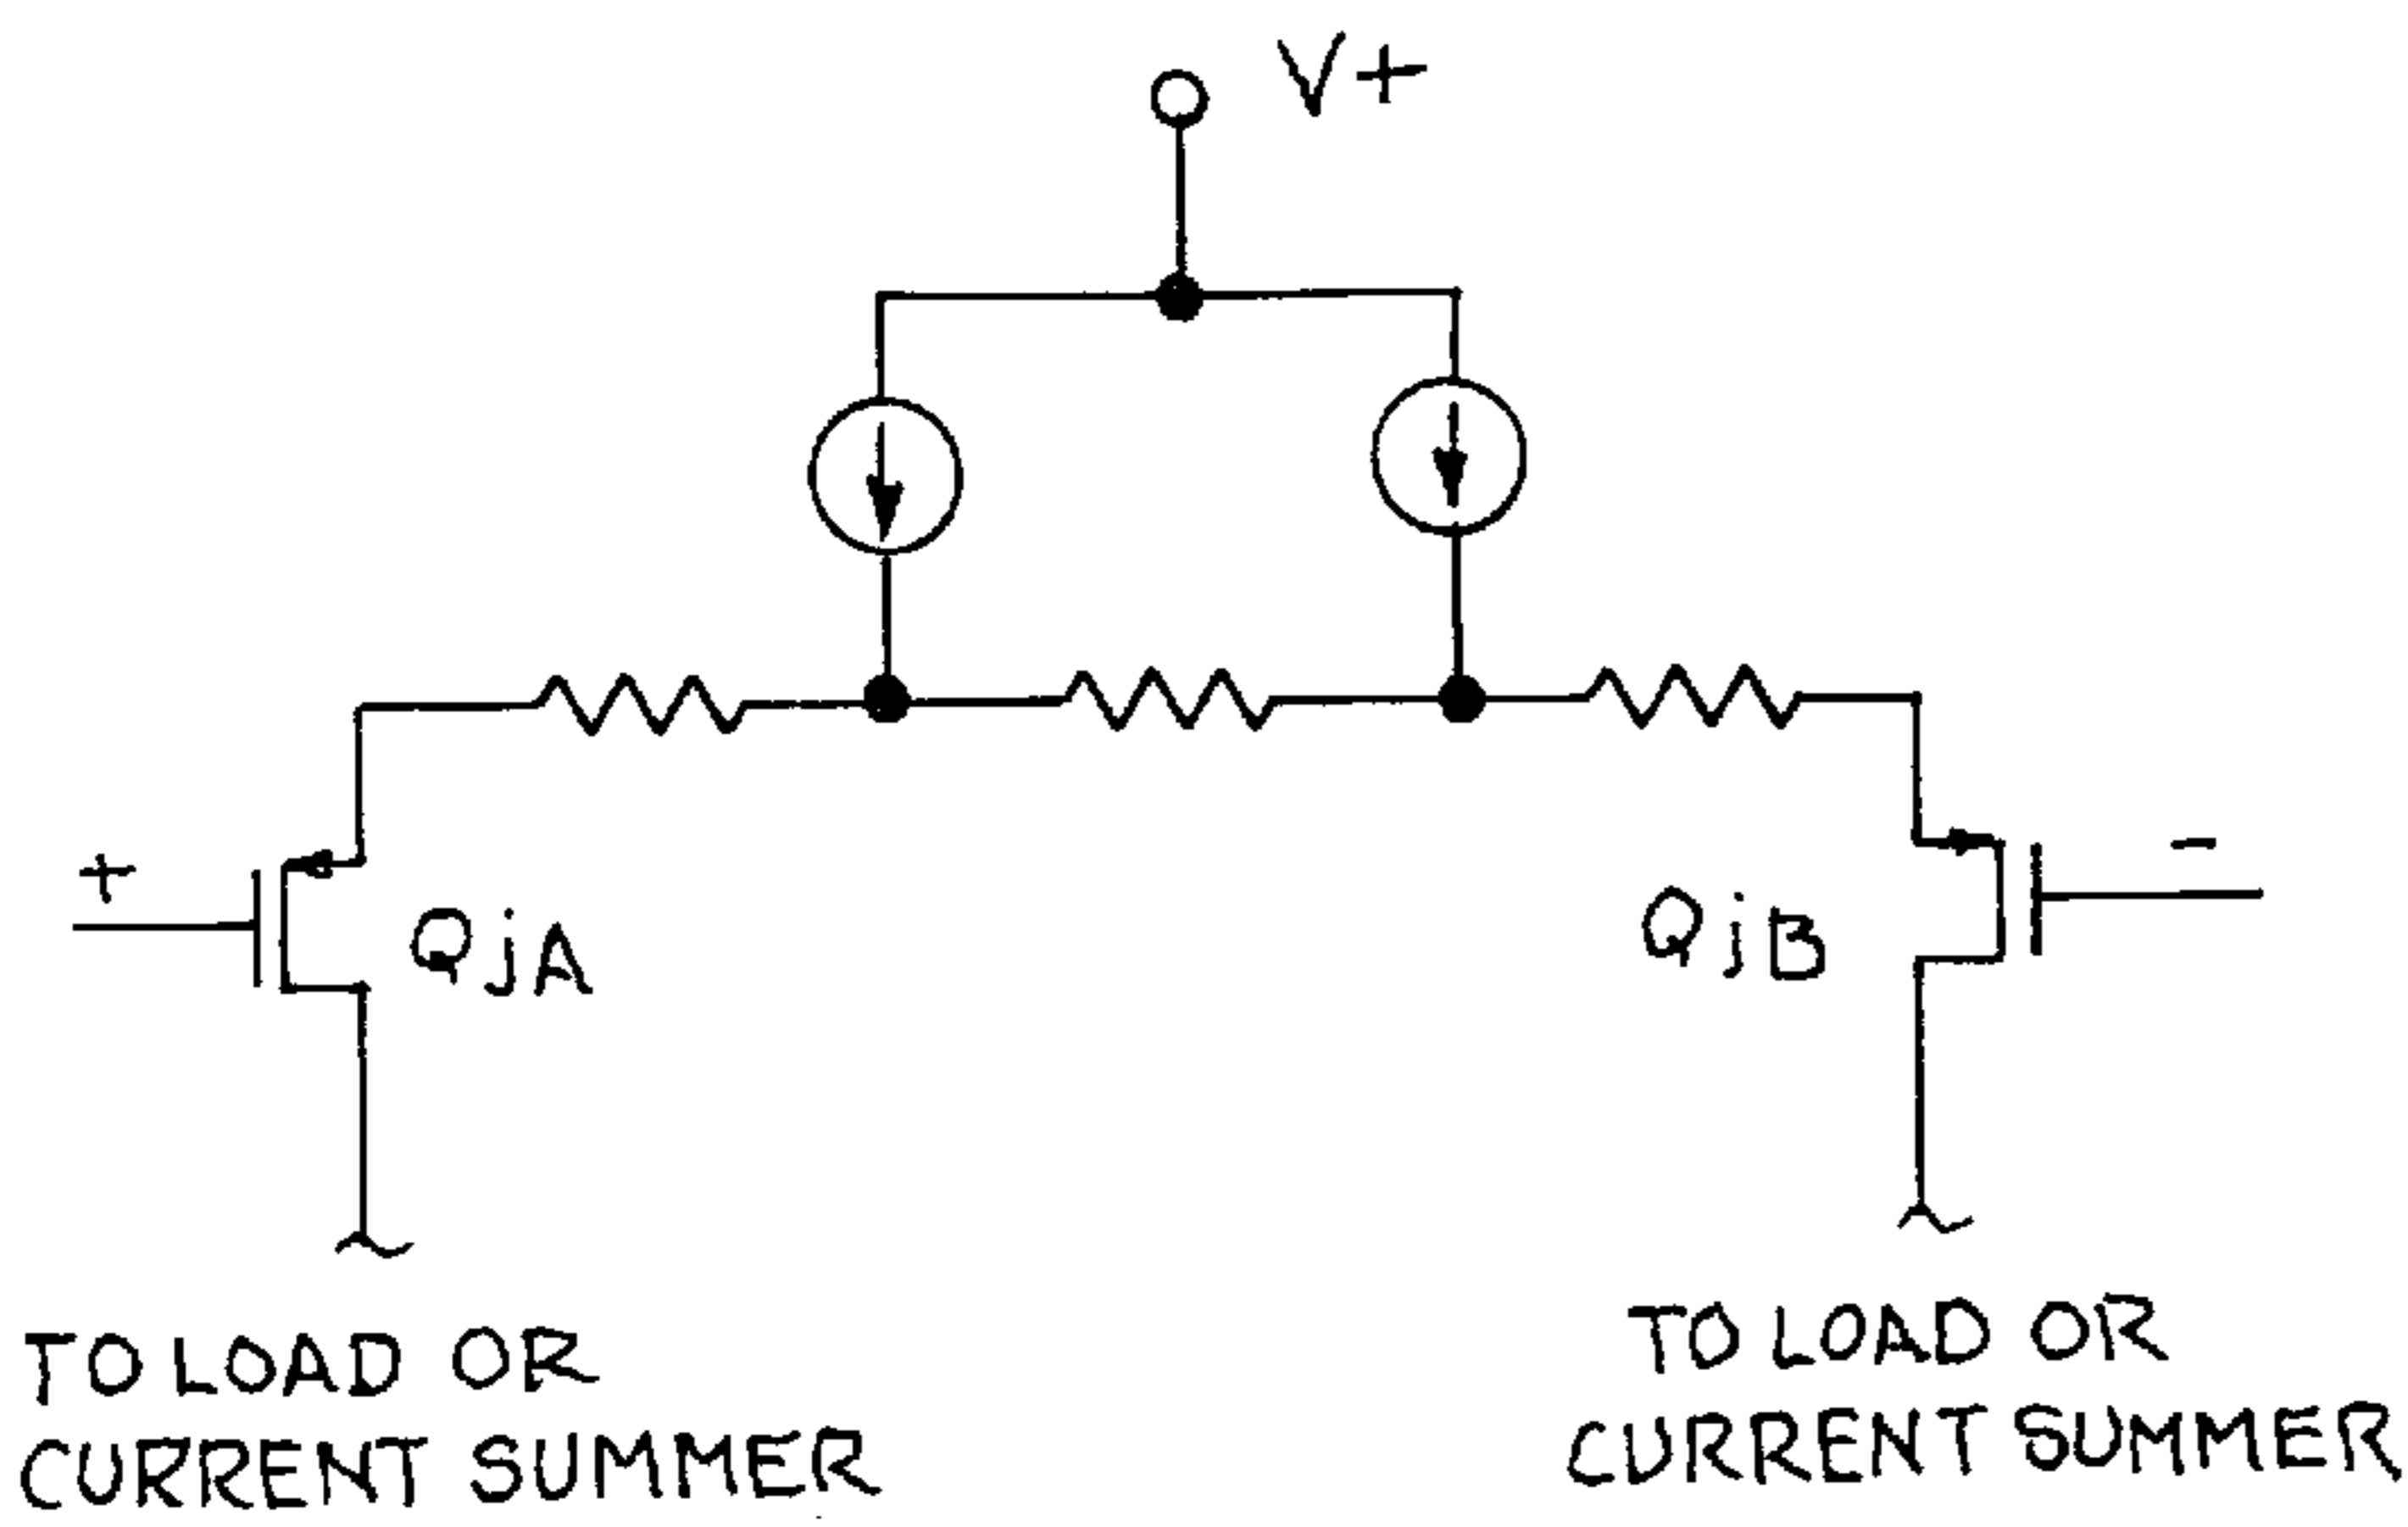 V+
+
-
QjA
QjB
TO LOAD OR
CURRENT SUMMER
TO LOAD OR
CURRENT SUMMER